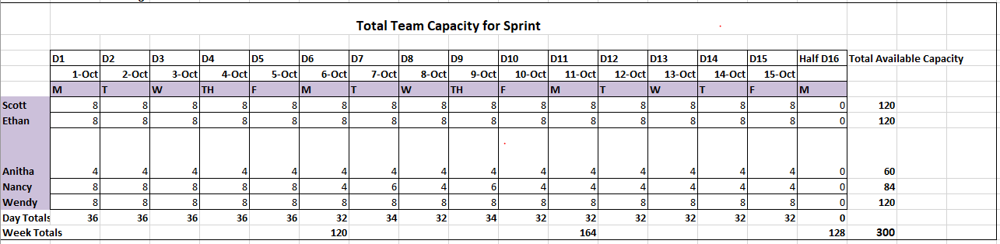 Total Team Capacity for Sprint
D1 D2 D3 D4 D5 D6 D7 D8 D9 D10 D11 D12 D13 D14 D15 Half D16 Total Available Capacity
1-Oct 2-Oct 3-Oct 4-Oct 5-Oct 6-Oct 7-Oct 8-Oct 9-Oct 10-Oct 11-Oct 12-Oct 13-Oct 14-Oct 15-Oct
M T W TH F M T W TH F M T W T F M
Scott 8 8 8 8 8 8 8 8 8 8 8 8 8 8 8 0 120
Ethan 8 8 8 8 8 8 8 8 8 8 8 8 8 8 8 0 120
Anitha 4 4 4 4 4 4 4 4 4 4 4 4 4 4 4 0 60
Nancy 8 8 8 8 8 4 6 4 6 4 4 4 4 4 4 0 84
Wendy 8 8 8 8 8 8 8 8 8 8 8 8 8 8 8 0 120
Day Totals 36 36 36 36 36 32 34 32 34 32 32 32 32 32 32 0
Week Totals 120 164 128 300